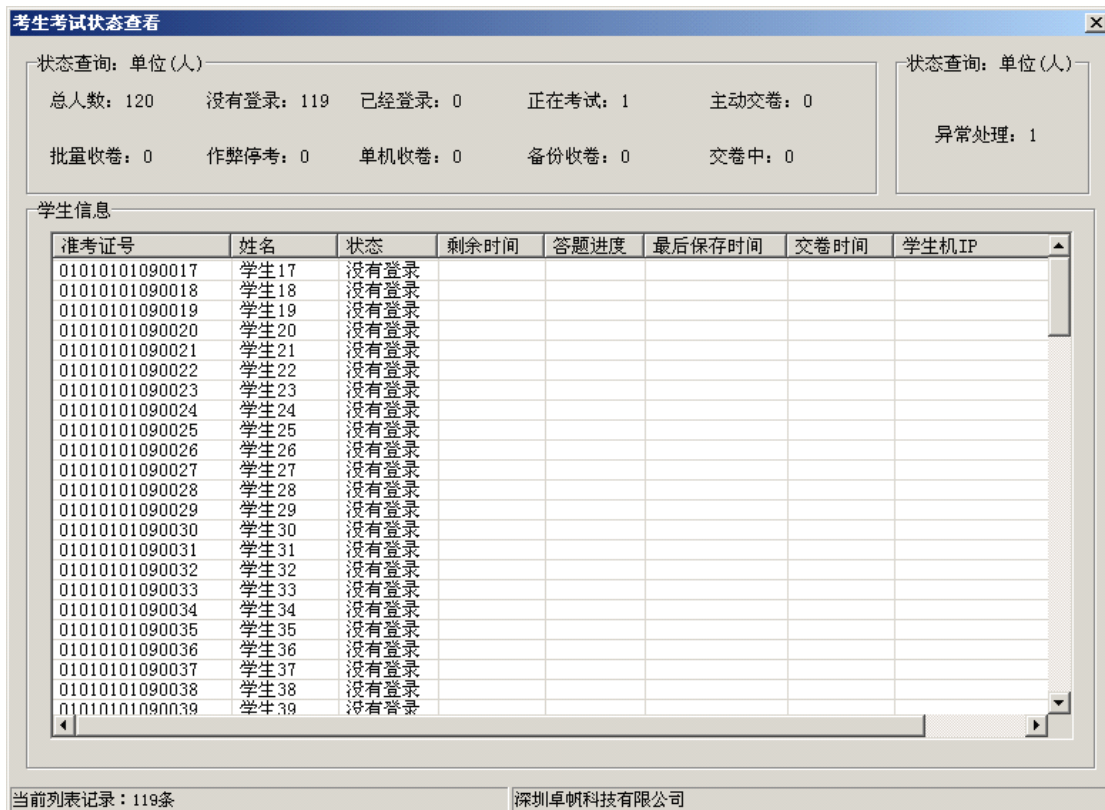 考生考试状态查看
状态查询: 单位(人)
状态查询: 单位(人)
总人数: 120 没有登录: 119 已经登录: 0 正在考试: 1 主动交卷: 0
异常处理: 1
批量收卷: 0 作弊停考: 0 单机收卷: 0 备份收卷: 0 交卷中: 0
学生信息
准考证号 姓名 状态 剩余时间 答题进度 最后保存时间 交卷时间 学生机IP
01010101090017 学生17 没有登录
01010101090018 学生18 没有登录
01010101090019 学生19 没有登录
01010101090020 学生20 没有登录
01010101090021 学生21 没有登录
01010101090022 学生22 没有登录
01010101090023 学生23 没有登录
01010101090024 学生24 没有登录
01010101090025 学生25 没有登录
01010101090026 学生26 没有登录
01010101090027 学生27 没有登录
01010101090028 学生28 没有登录
01010101090029 学生29 没有登录
01010101090030 学生30 没有登录
01010101090031 学生31 没有登录
01010101090032 学生32 没有登录
01010101090033 学生33 没有登录
01010101090034 学生34 没有登录
01010101090035 学生35 没有登录
01010101090036 学生36 没有登录
01010101090037 学生37 没有登录
01010101090038 学生38 没有登录
01010101090039 学生39 没有登录
当前列表记录：119条 深圳卓帆科技有限公司